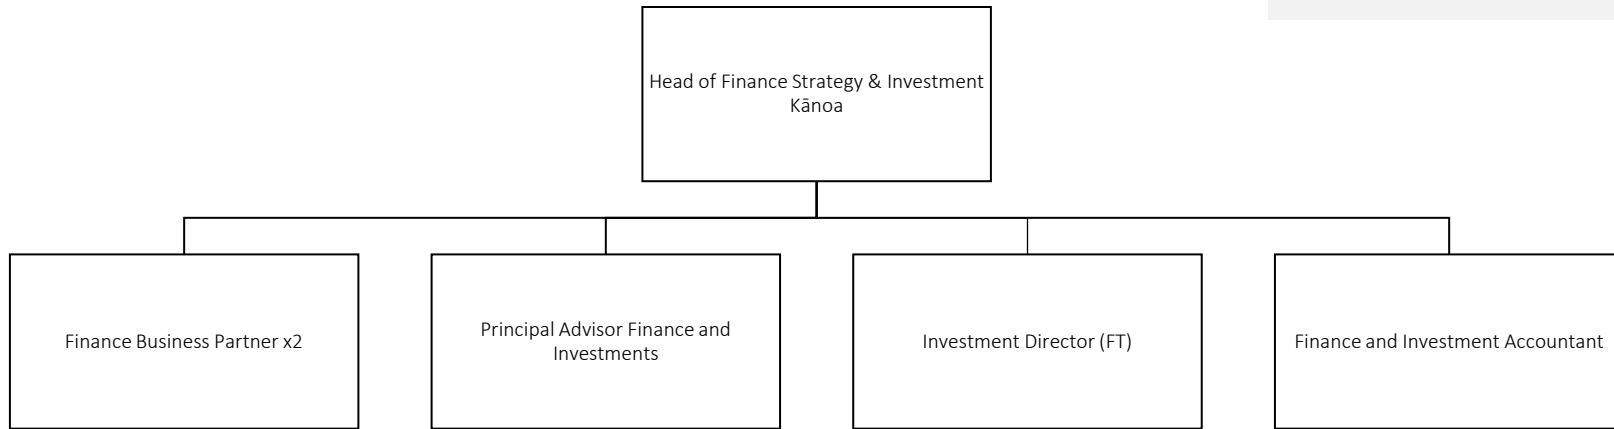 Head of Finance Strategy & Investment
Kānoa
Finance Business Partner x2
Principal Advisor Finance and
Investments
Investment Director (FT)
Finance and Investment Accountant